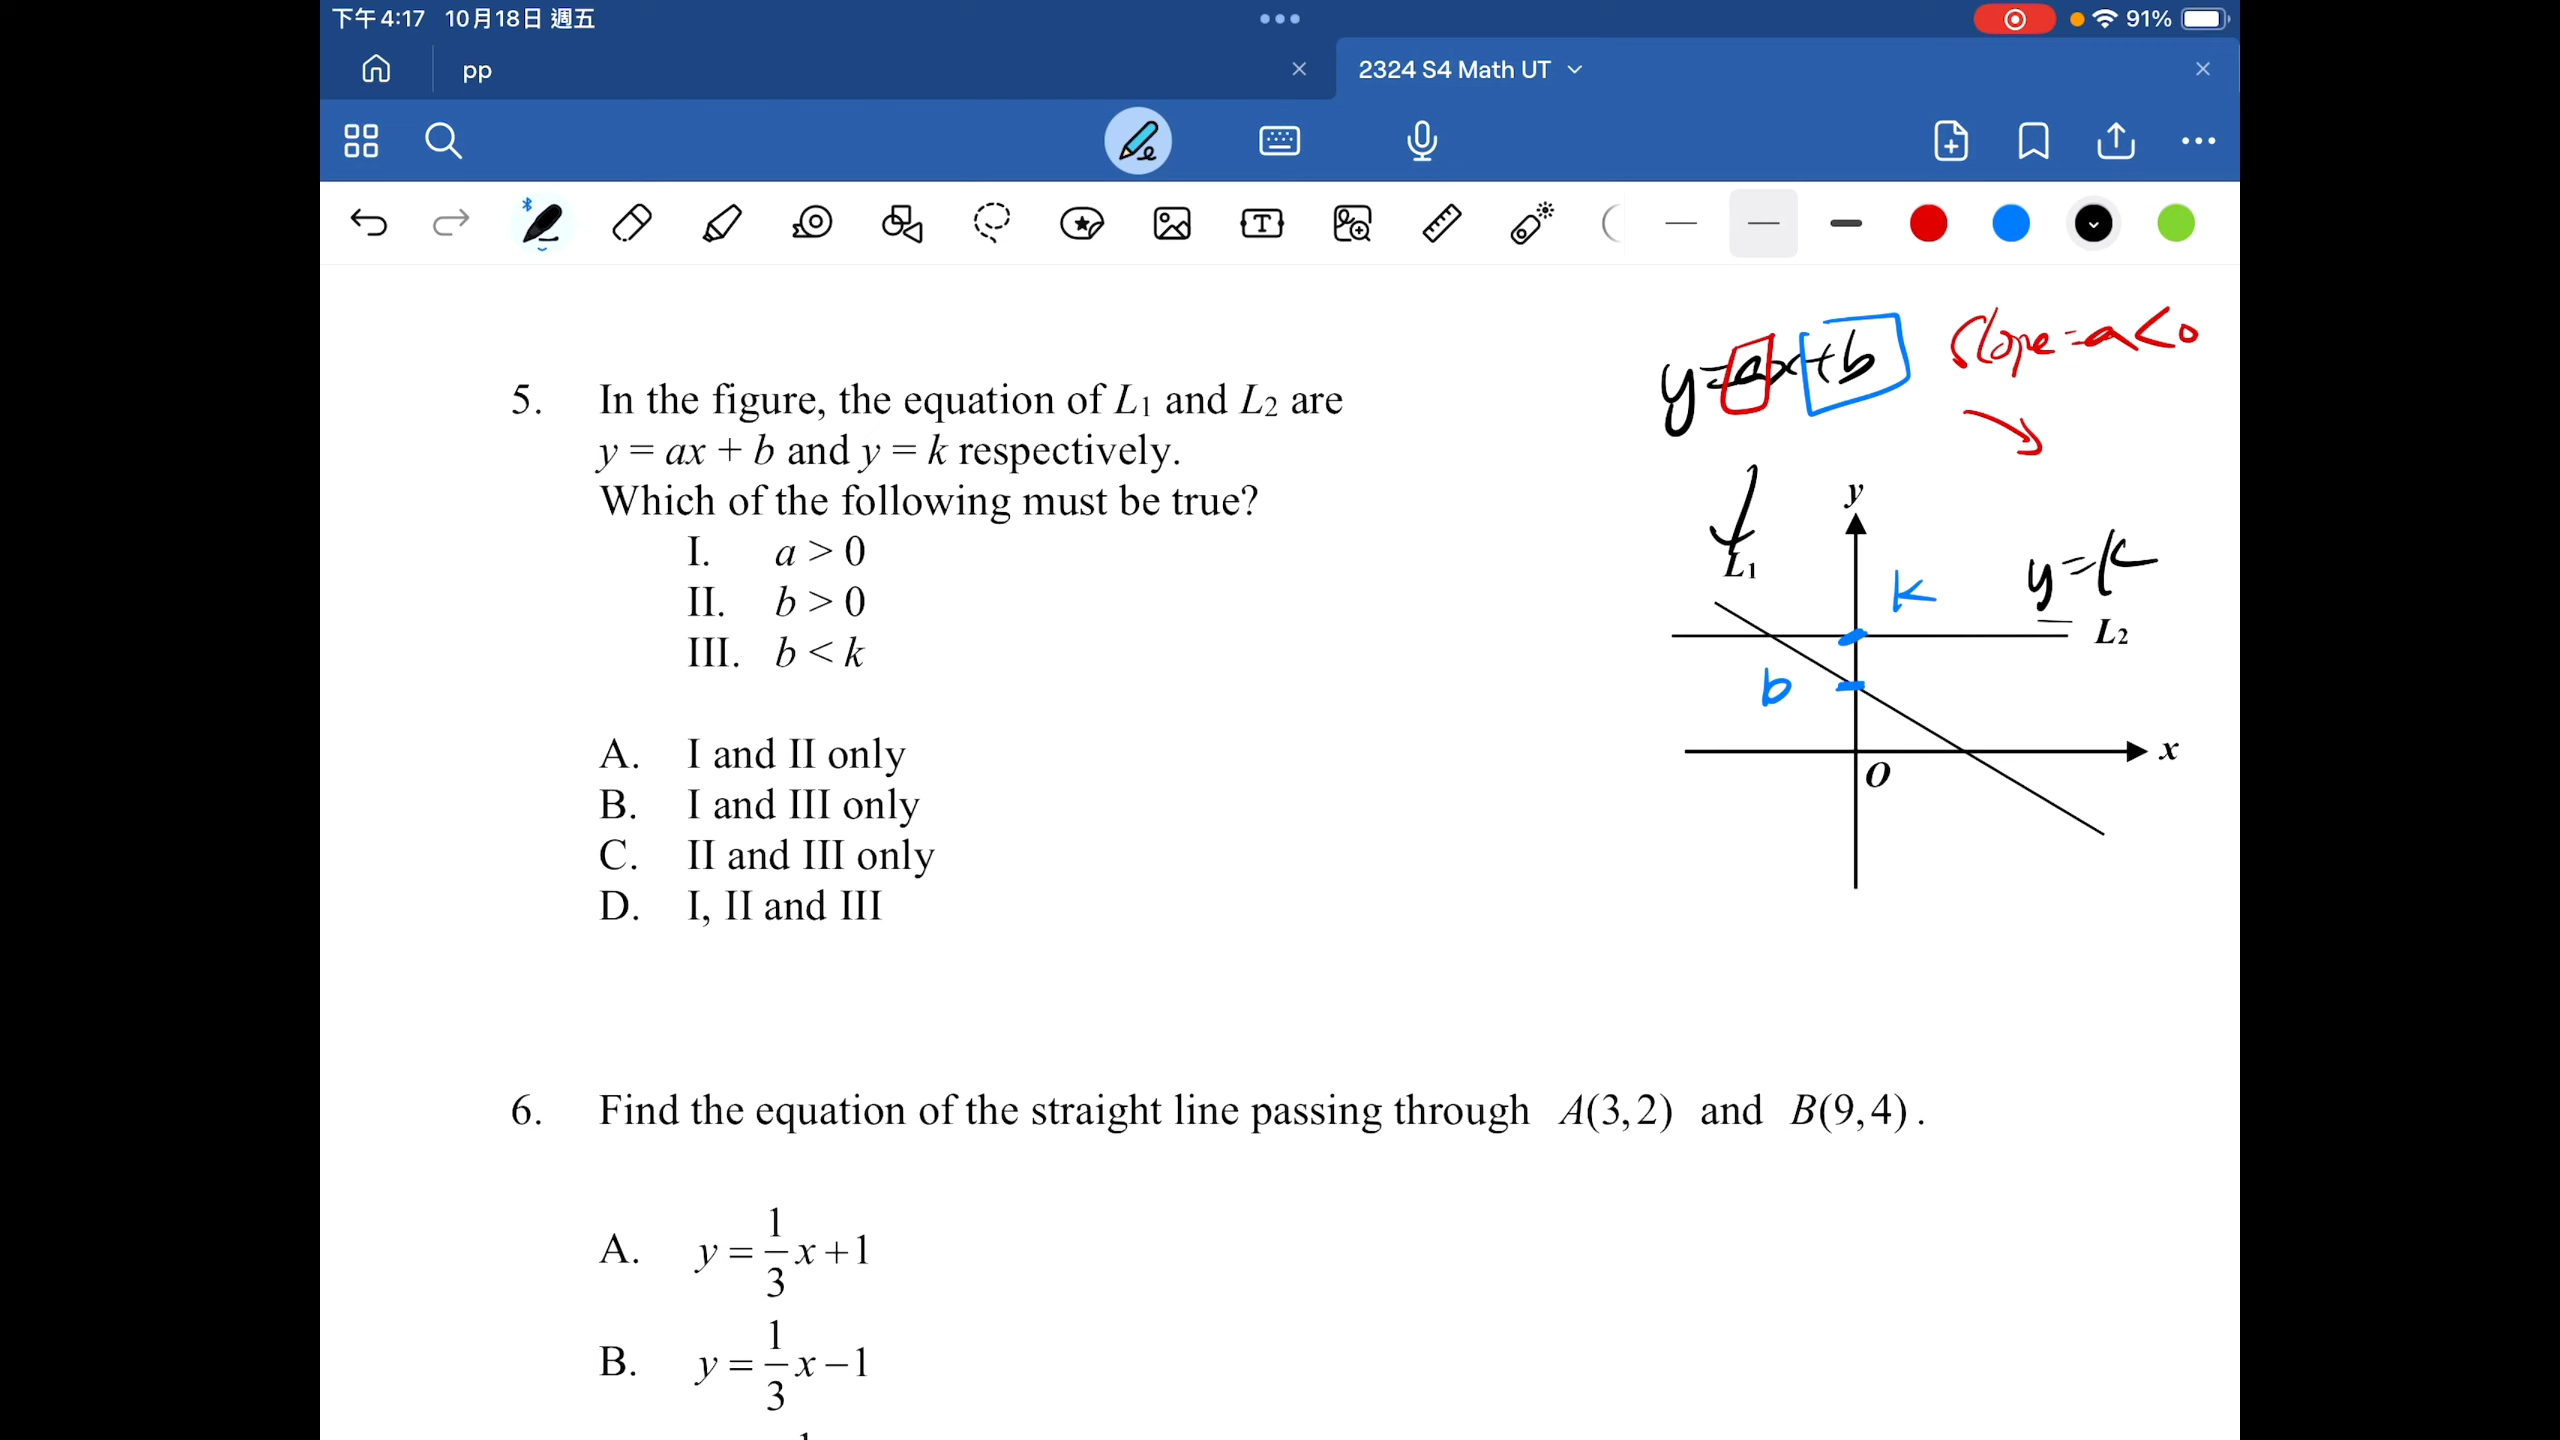 下午4:17 10月18日 週五
91%
pp
2324 S4 Math UT
y=ax+b
Slope=a<0
5. In the figure, the equation of L1 and L2 are
y = ax + b and y = k respectively.
Which of the following must be true?
I. a > 0
II. b > 0
III. b < k
A. I and II only
B. I and III only
C. II and III only
D. I, II and III
y
L1
k
y=k
L2
b
x
O
6. Find the equation of the straight line passing through A(3,2) and B(9,4).
A. y = 1/3 x + 1
B. y = 1/3 x − 1